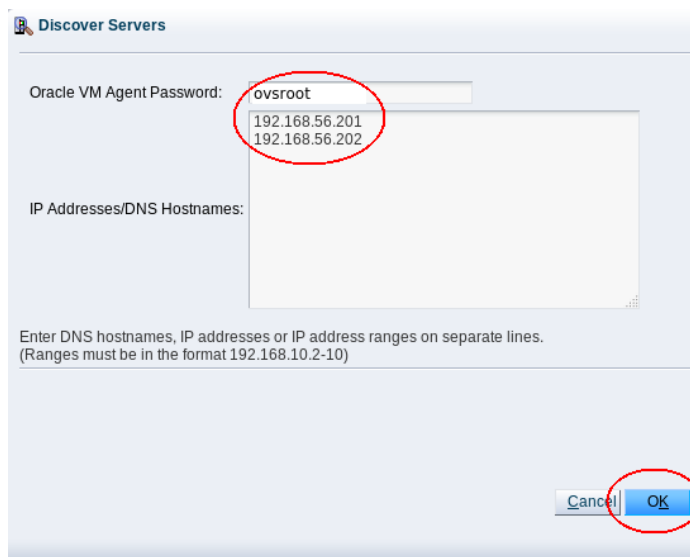 Discover Servers
Oracle VM Agent Password: ovsroot
192.168.56.201
192.168.56.202
IP Addresses/DNS Hostnames:
Enter DNS hostnames, IP addresses or IP address ranges on separate lines.
(Ranges must be in the format 192.168.10.2-10)
Cancel OK